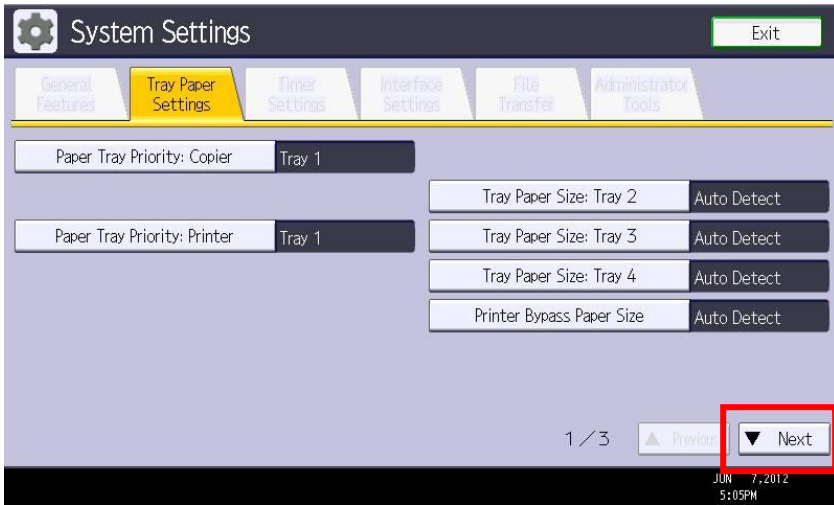 System Settings
Exit
General
Features
Tray Paper
Settings
Timer
Settings
Interface
Settings
File
Transfer
Administrator
Tools
Paper Tray Priority: Copier
Tray 1
Tray Paper Size: Tray 2
Auto Detect
Paper Tray Priority: Printer
Tray 1
Tray Paper Size: Tray 3
Auto Detect
Tray Paper Size: Tray 4
Auto Detect
Printer Bypass Paper Size
Auto Detect
1/3
▲ Previous
▼ Next
JUN 7,2012
5:05PM